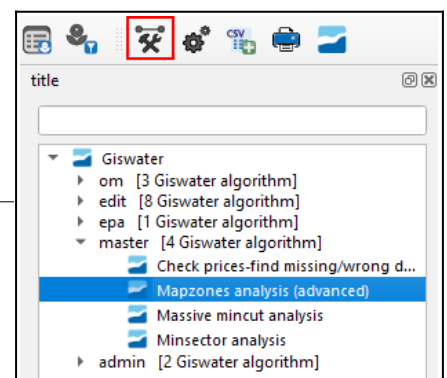 CSV
title
Giswater
om [3 Giswater algorithm]
edit [8 Giswater algorithm]
epa [1 Giswater algorithm]
master [4 Giswater algorithm]
Check prices-find missing/wrong d...
Mapzones analysis (advanced)
Massive mincut analysis
Minsector analysis
admin [2 Giswater algorithm]